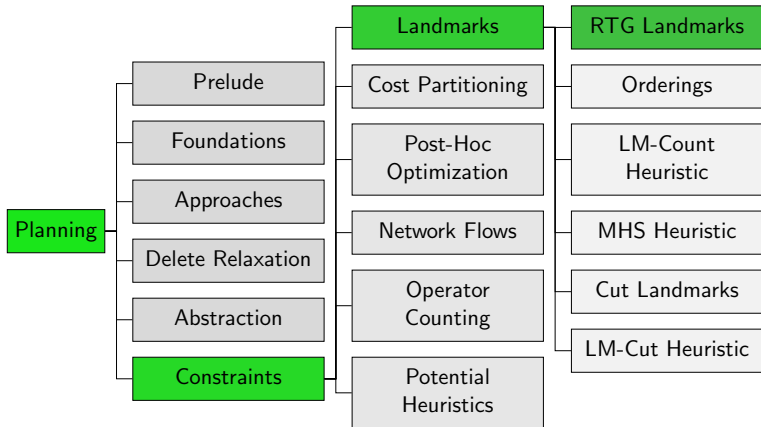 Planning
Prelude
Foundations
Approaches
Delete Relaxation
Abstraction
Constraints
Landmarks
Cost Partitioning
Post-Hoc
Optimization
Network Flows
Operator
Counting
Potential
Heuristics
RTG Landmarks
Orderings
LM-Count
Heuristic
MHS Heuristic
Cut Landmarks
LM-Cut Heuristic